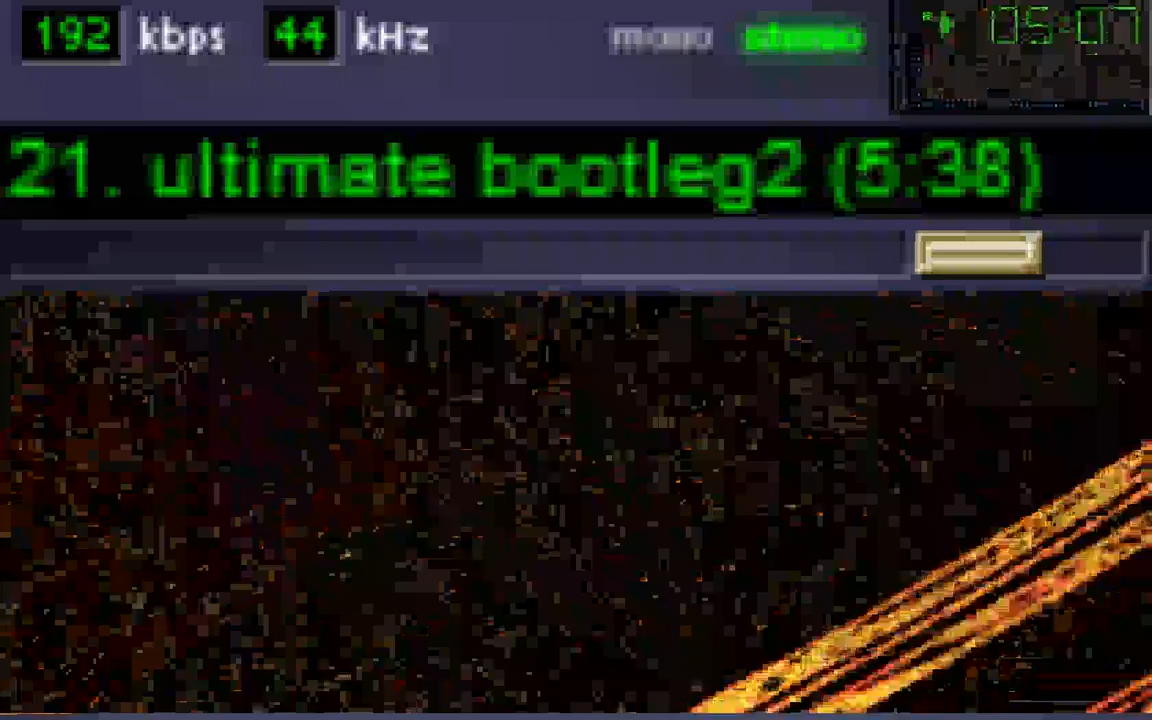 192 kbps 44 kHz mono stereo 05:07
21. ultimate bootleg2 (5:38)